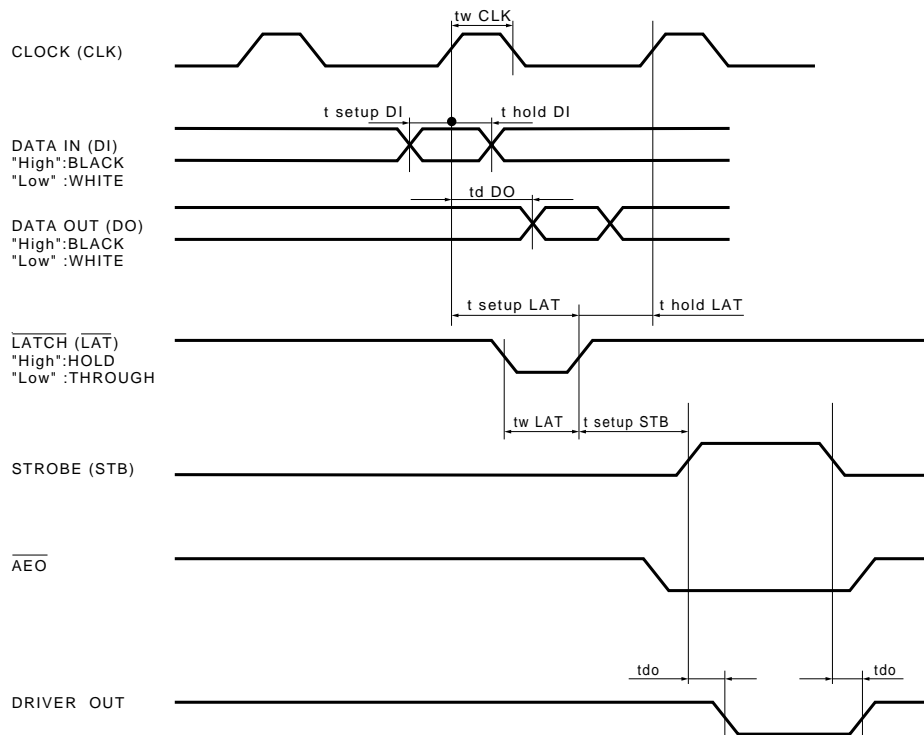 tw CLK
CLOCK (CLK)
t setup DI
t hold DI
DATA IN (DI)
"High":BLACK
"Low" :WHITE
td DO
DATA OUT (DO)
"High":BLACK
"Low" :WHITE
t setup LAT
t hold LAT
LATCH (LAT)
"High":HOLD
"Low" :THROUGH
tw LAT
t setup STB
STROBE (STB)
AEO
tdo
tdo
DRIVER OUT